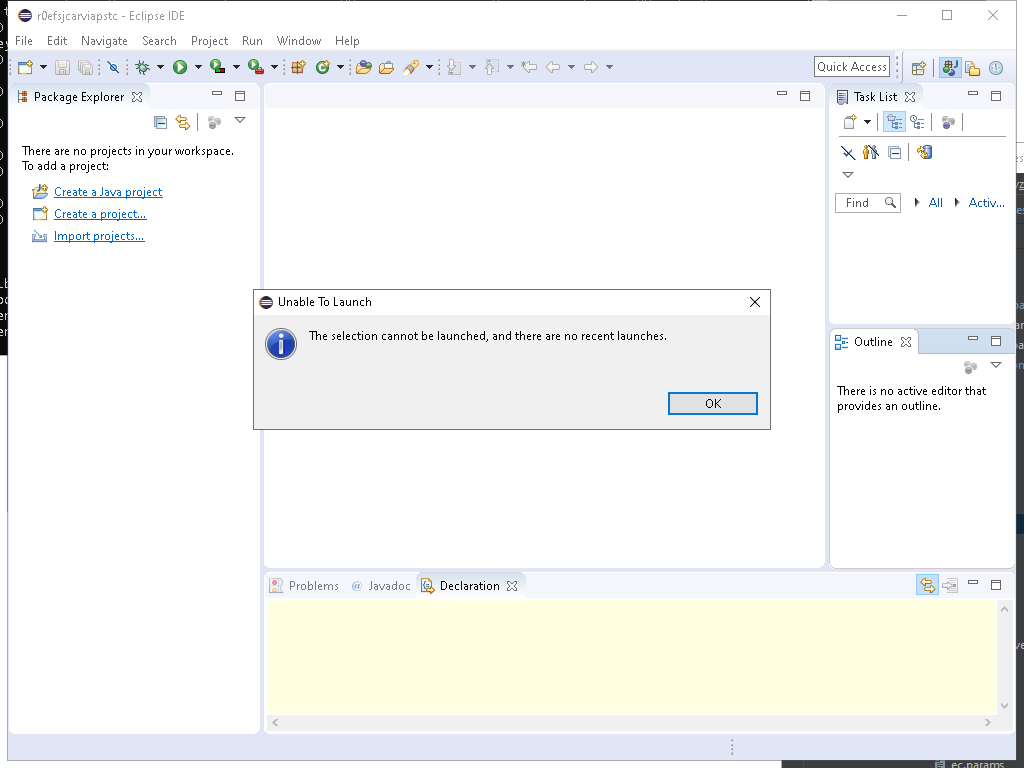 r0efsjcarviapstc - Eclipse IDE
File Edit Navigate Search Project Run Window Help
Quick Access
Package Explorer
Task List
There are no projects in your workspace.
To add a project:
Create a Java project
Create a project...
Import projects...
Find
All
Activ...
Unable To Launch
The selection cannot be launched, and there are no recent launches.
OK
Outline
There is no active editor that
provides an outline.
Problems
@ Javadoc
Declaration
ec.params